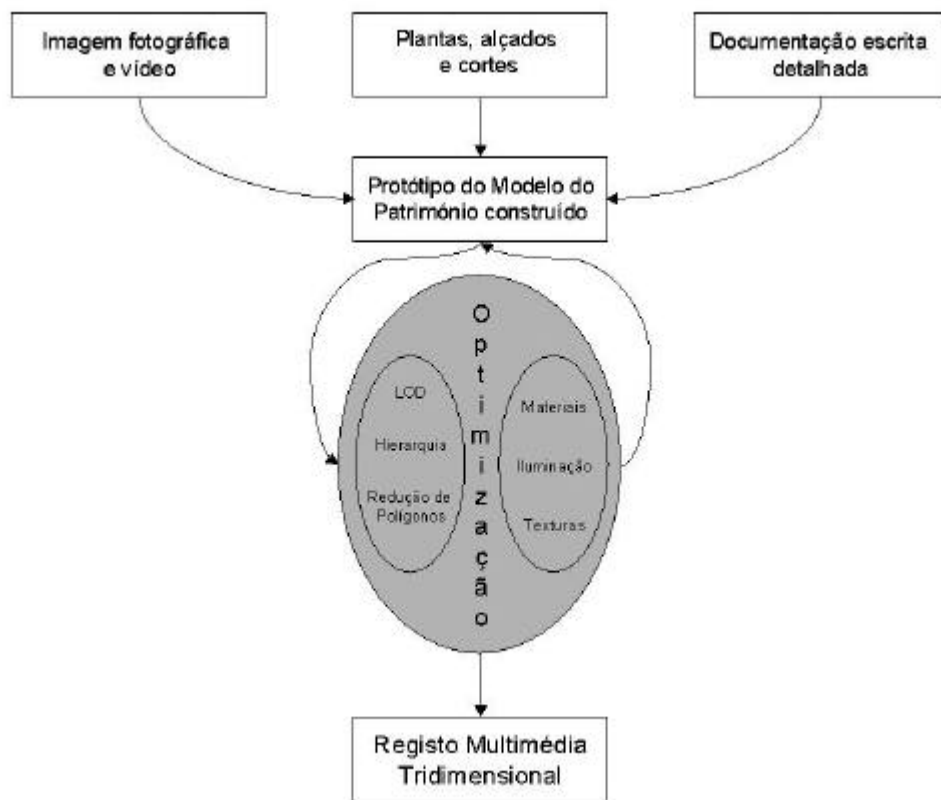 Imagem fotográfica
e vídeo
Plantas, alçados
e cortes
Documentação escrita
detalhada
Protótipo do Modelo do
Património construído
Optimização
LOD
Hierarquia
Redução de
Polígonos
Materiais
Iluminação
Texturas
Registo Multimédia
Tridimensional